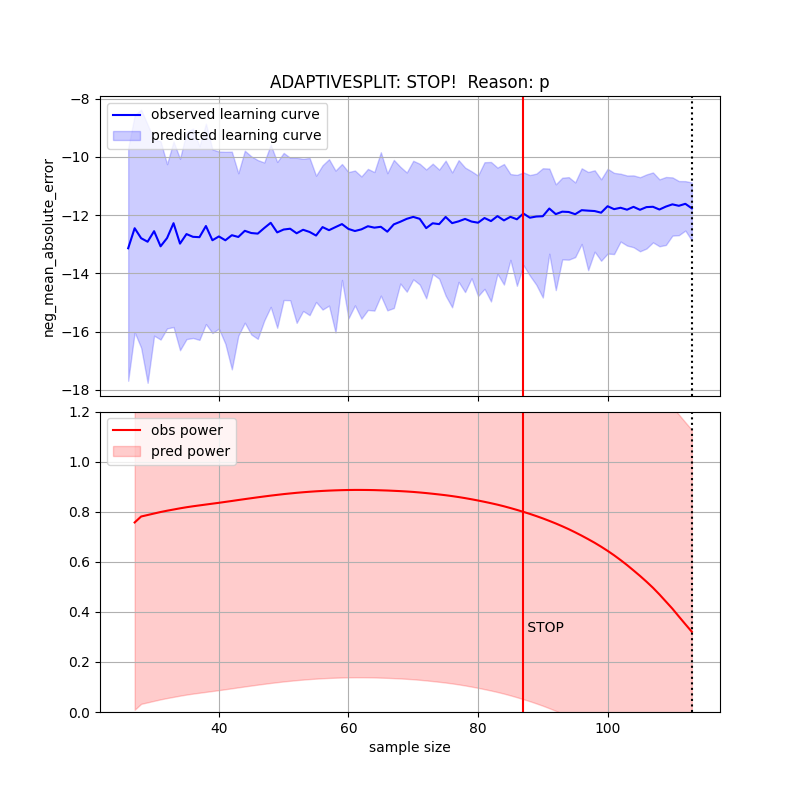 ADAPTIVESPLIT: STOP!  Reason: p
neg_mean_absolute_error
−8
−10
−12
−14
−16
−18
observed learning curve
predicted learning curve
1.2
1.0
0.8
0.6
0.4
0.2
0.0
obs power
pred power
STOP
40 60 80 100
sample size